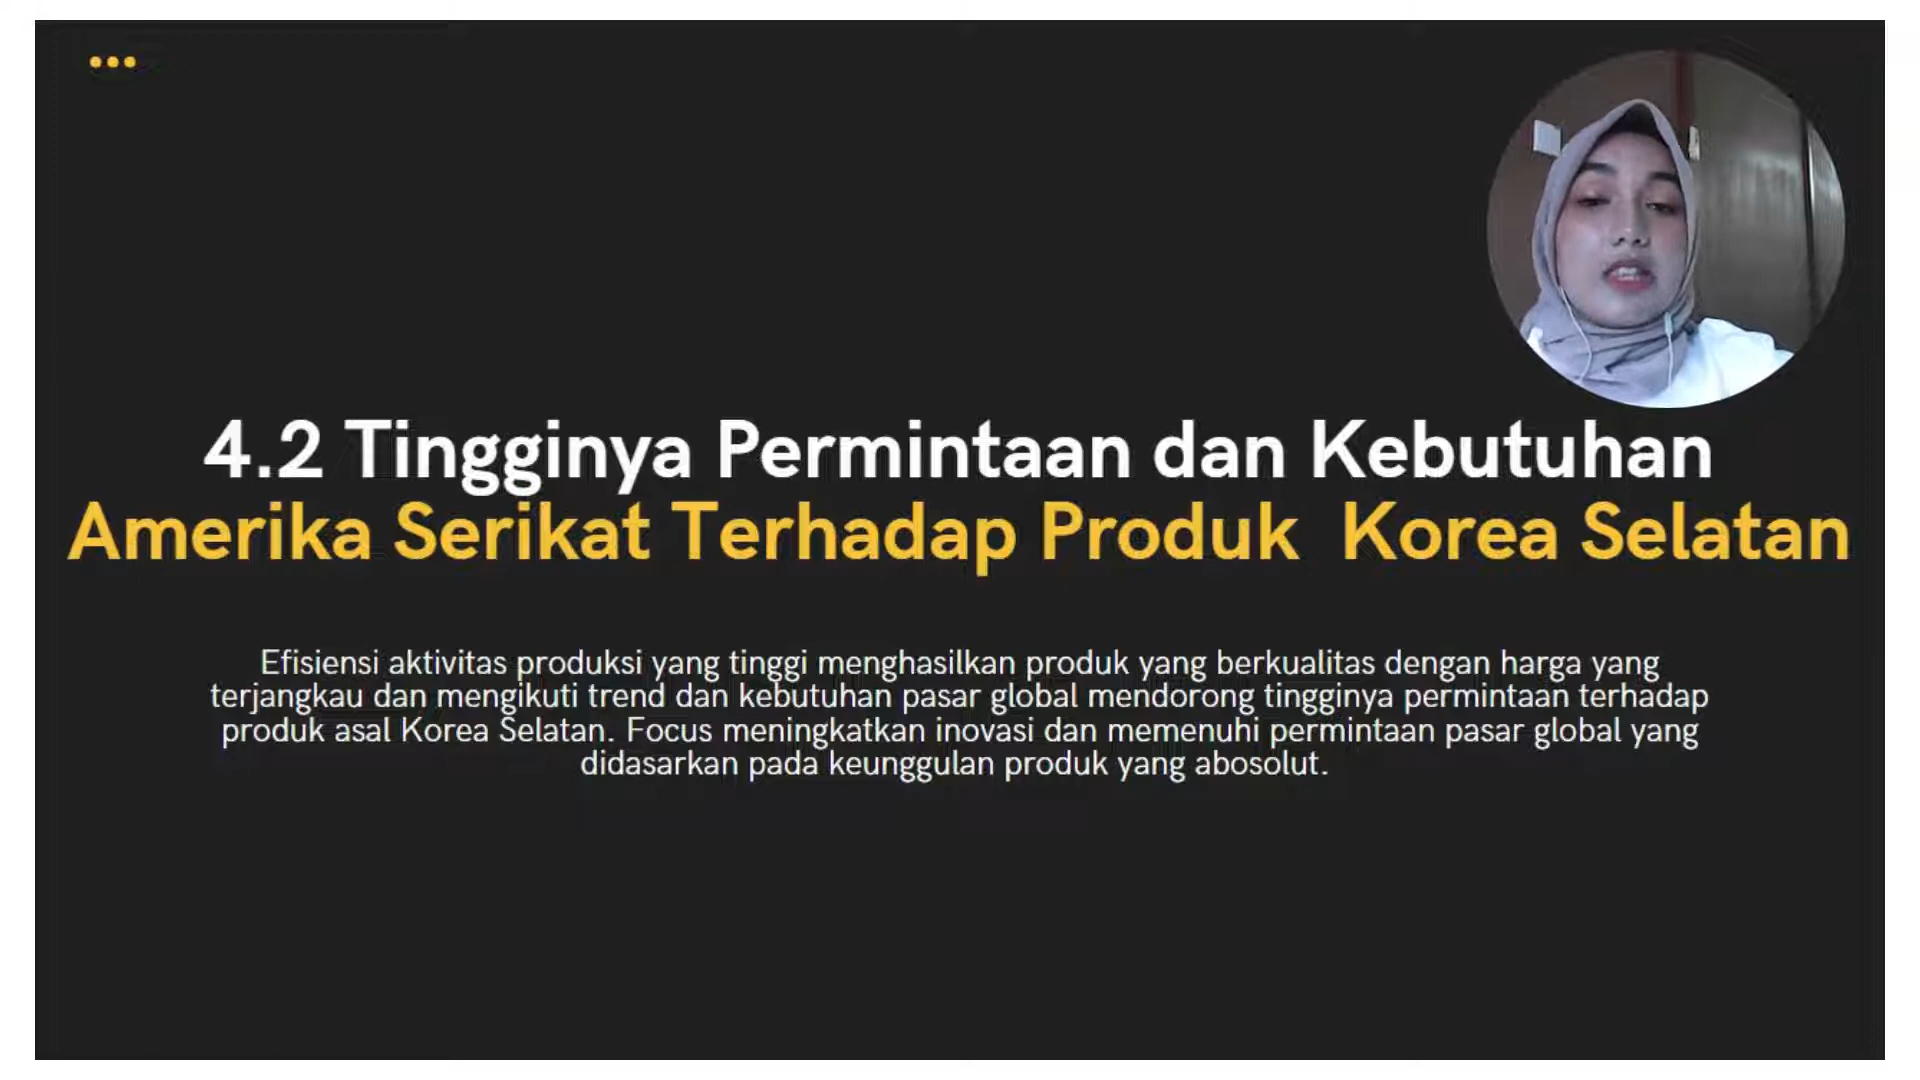 4.2 Tingginya Permintaan dan Kebutuhan
Amerika Serikat Terhadap Produk Korea Selatan
Efisiensi aktivitas produksi yang tinggi menghasilkan produk yang berkualitas dengan harga yang
terjangkau dan mengikuti trend dan kebutuhan pasar global mendorong tingginya permintaan terhadap
produk asal Korea Selatan. Focus meningkatkan inovasi dan memenuhi permintaan pasar global yang
didasarkan pada keunggulan produk yang abosolut.